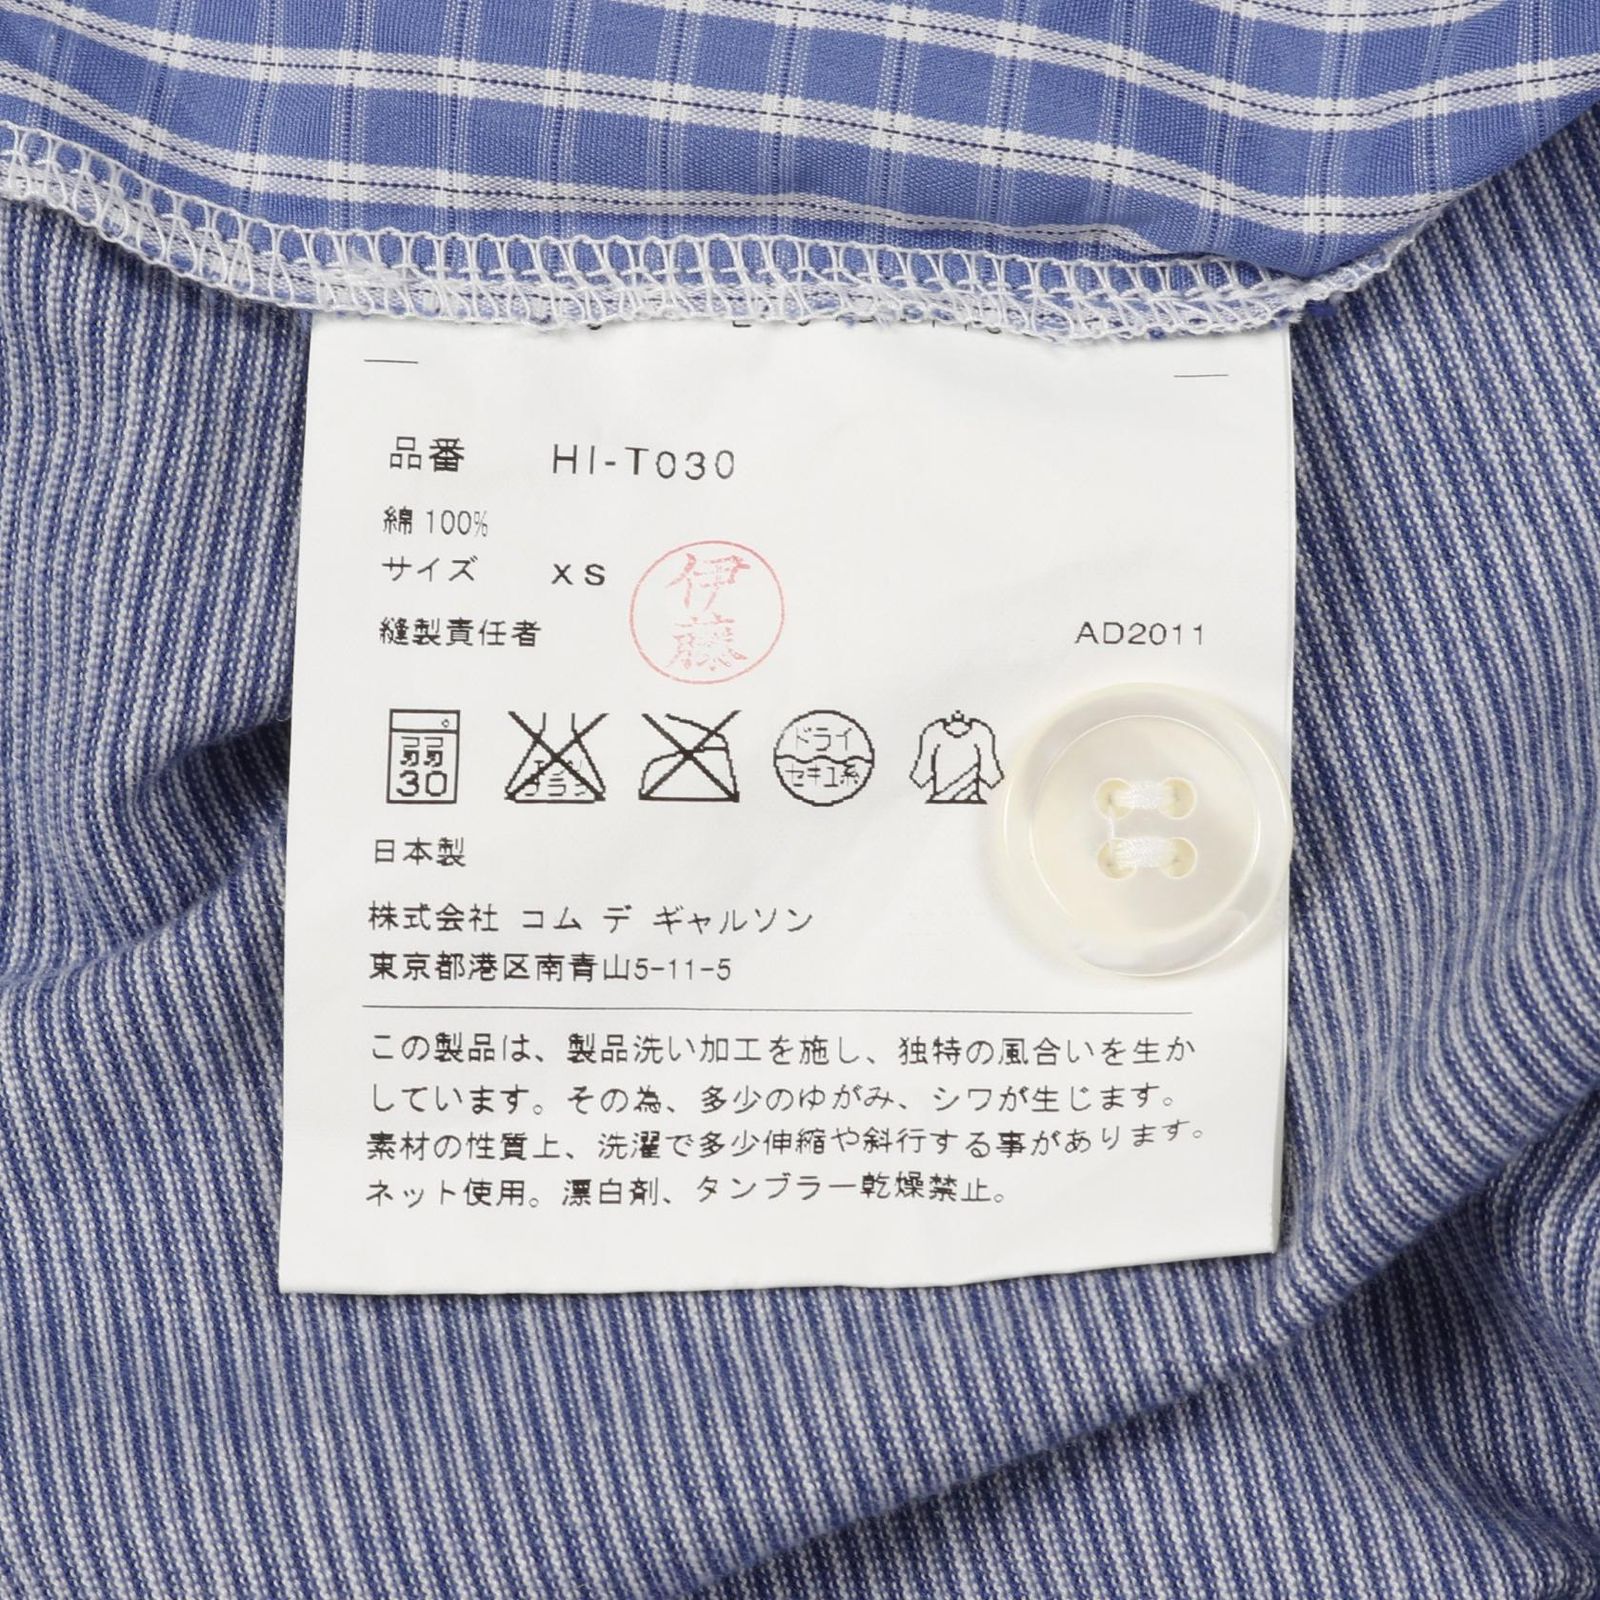 品番 HI-T030
綿 100%
サイズ XS
伊藤
縫製責任者
AD2011
弱
30
エンソ
ドライ
セキユ系
日本製
株式会社 コム デ ギャルソン
東京都港区南青山5-11-5
この製品は、製品洗い加工を施し、独特の風合いを生か
しています。その為、多少のゆがみ、シワが生じます。
素材の性質上、洗濯で多少伸縮や斜行する事があります。
ネット使用。漂白剤、タンブラー乾燥禁止。